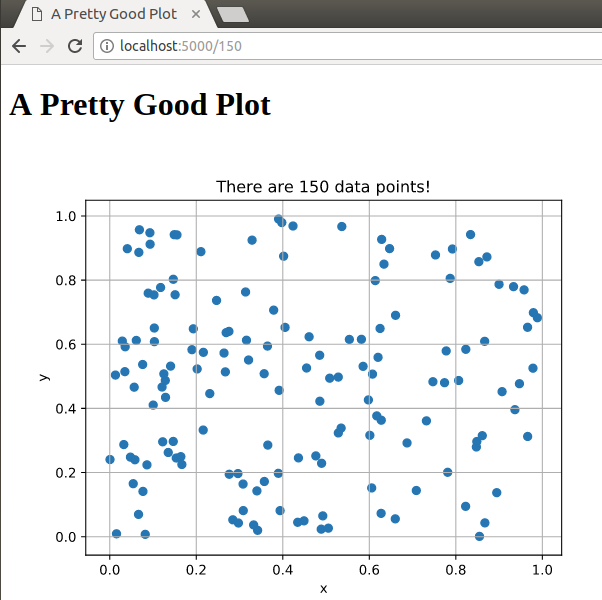 A Pretty Good Plot
localhost:5000/150
A Pretty Good Plot
There are 150 data points!
1.0
0.8
0.6
0.4
0.2
0.0
y
0.0 0.2 0.4 0.6 0.8 1.0
x